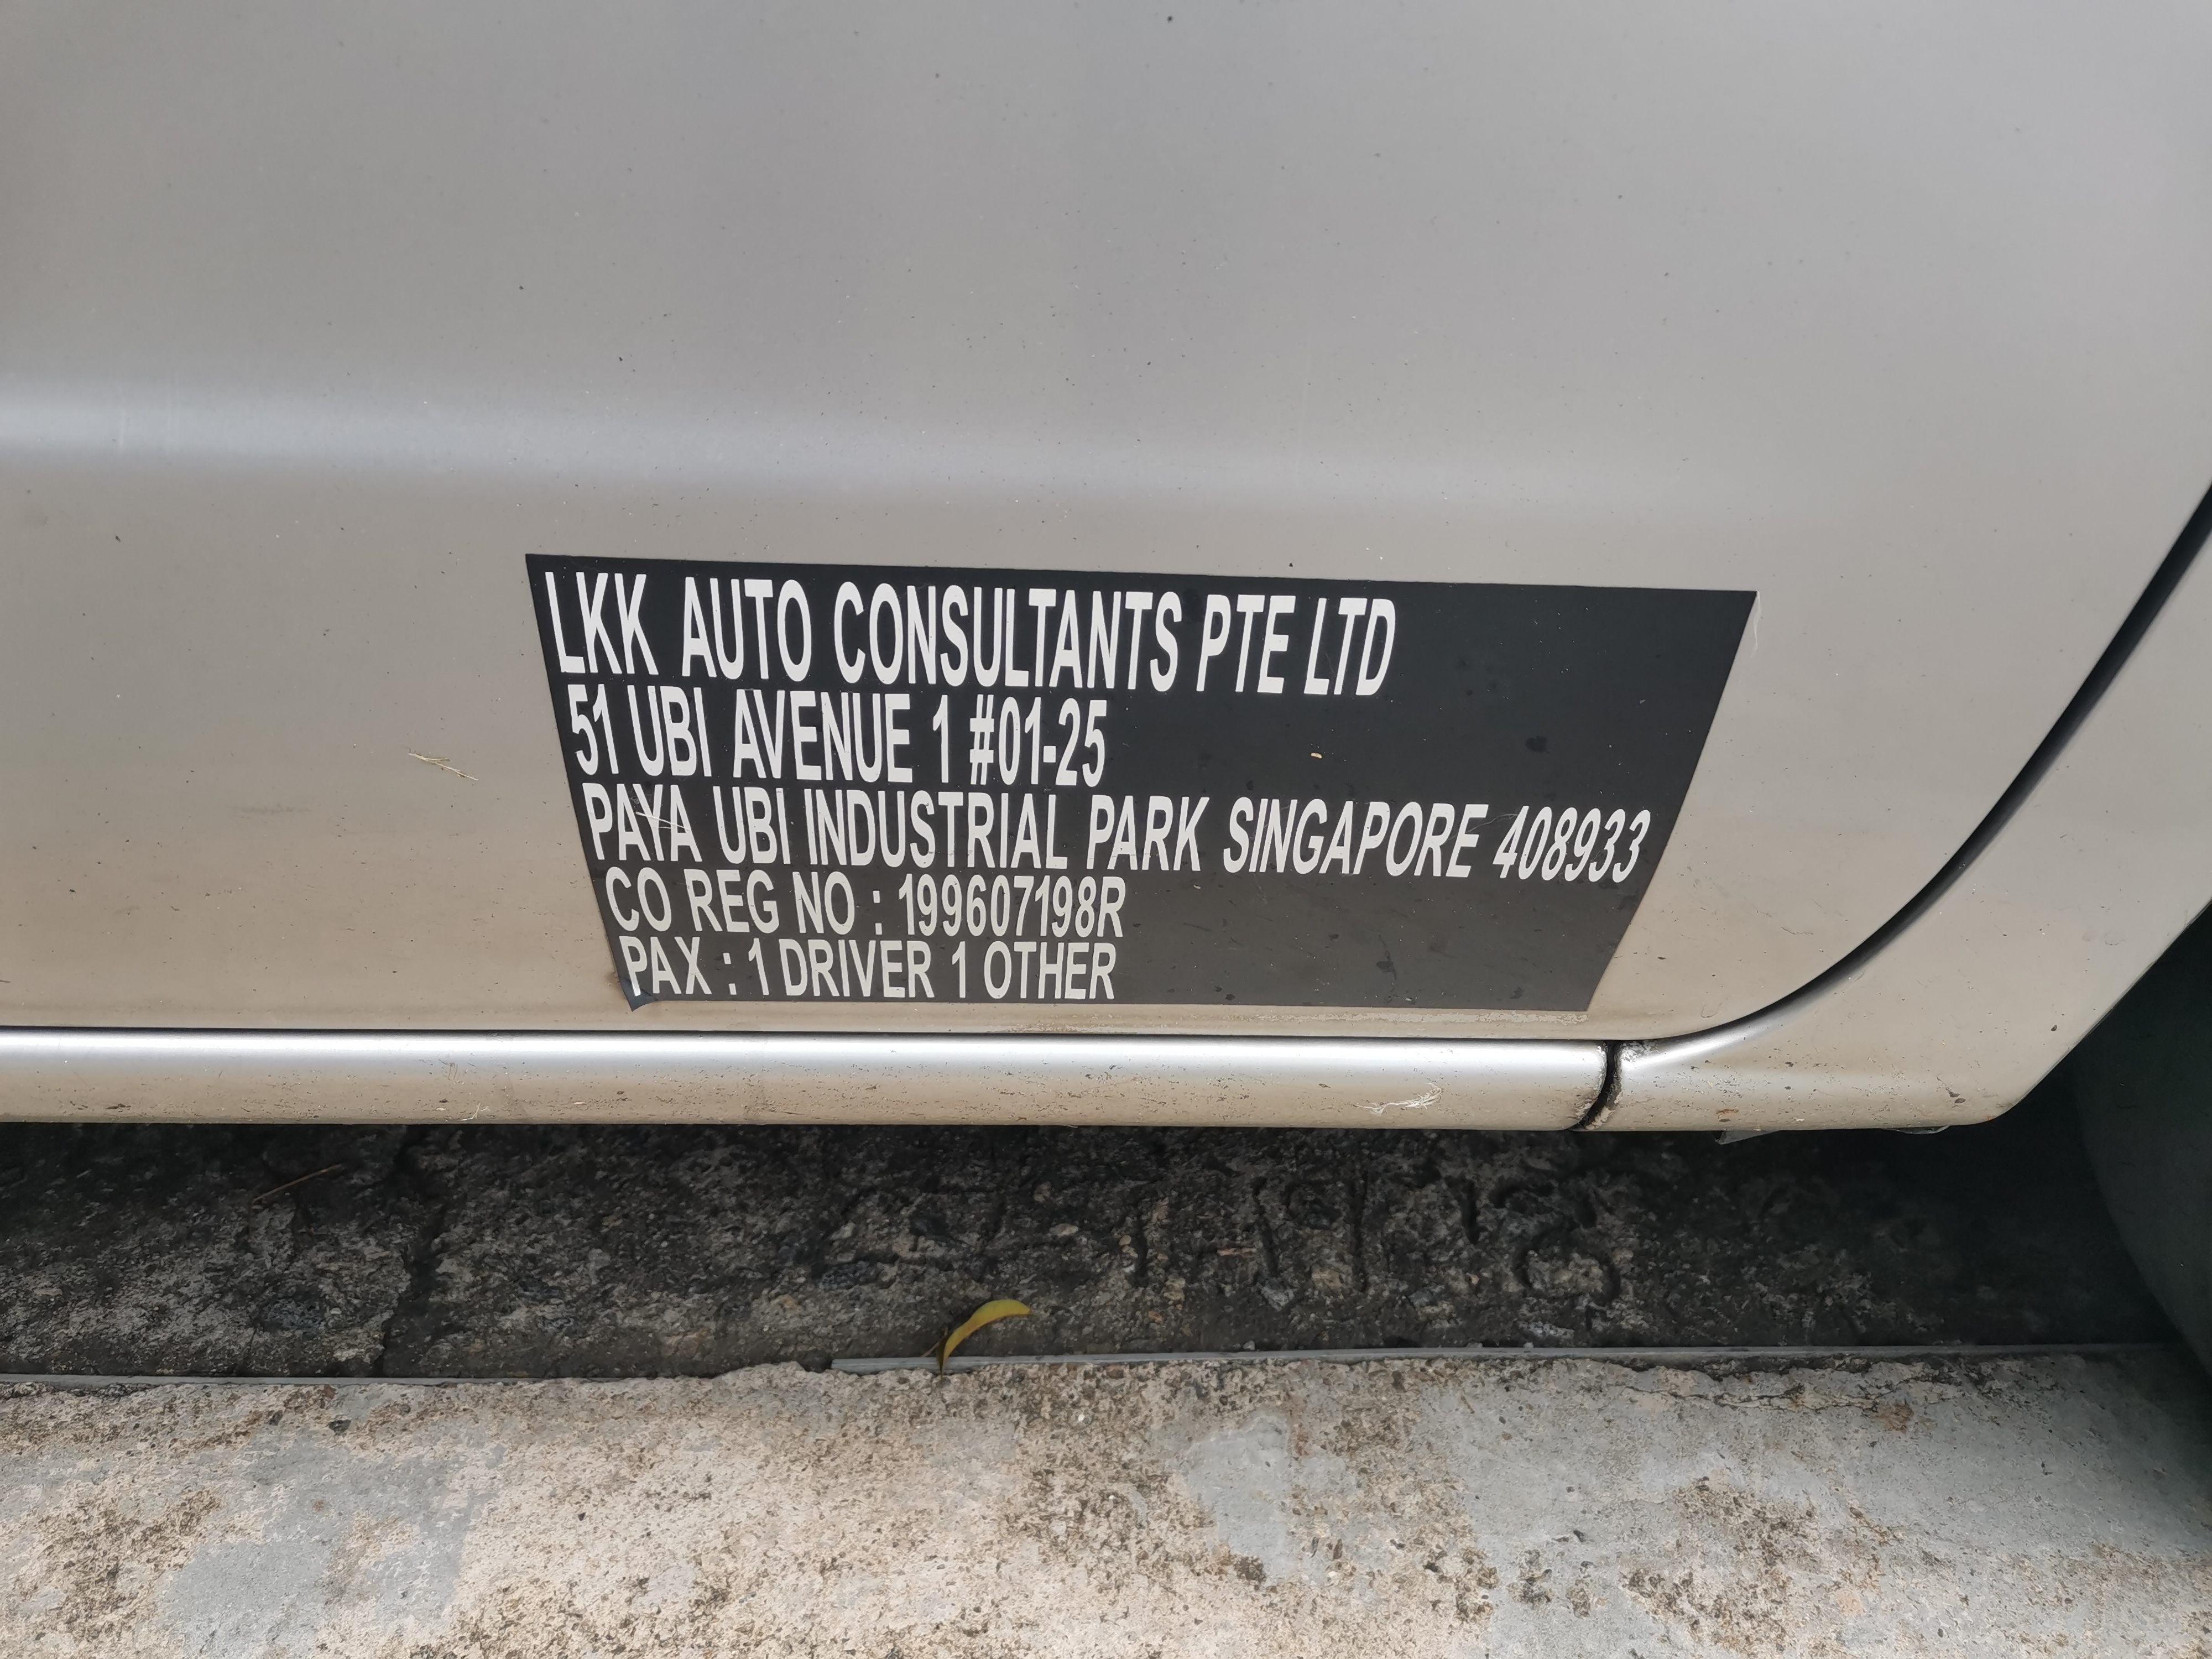 LKK AUTO CONSULTANTS PTE LTD
51 UBI AVENUE 1 #01-25
PAYA UBI INDUSTRIAL PARK SINGAPORE 408933
CO REG NO : 199607198R
PAX : 1 DRIVER 1 OTHER